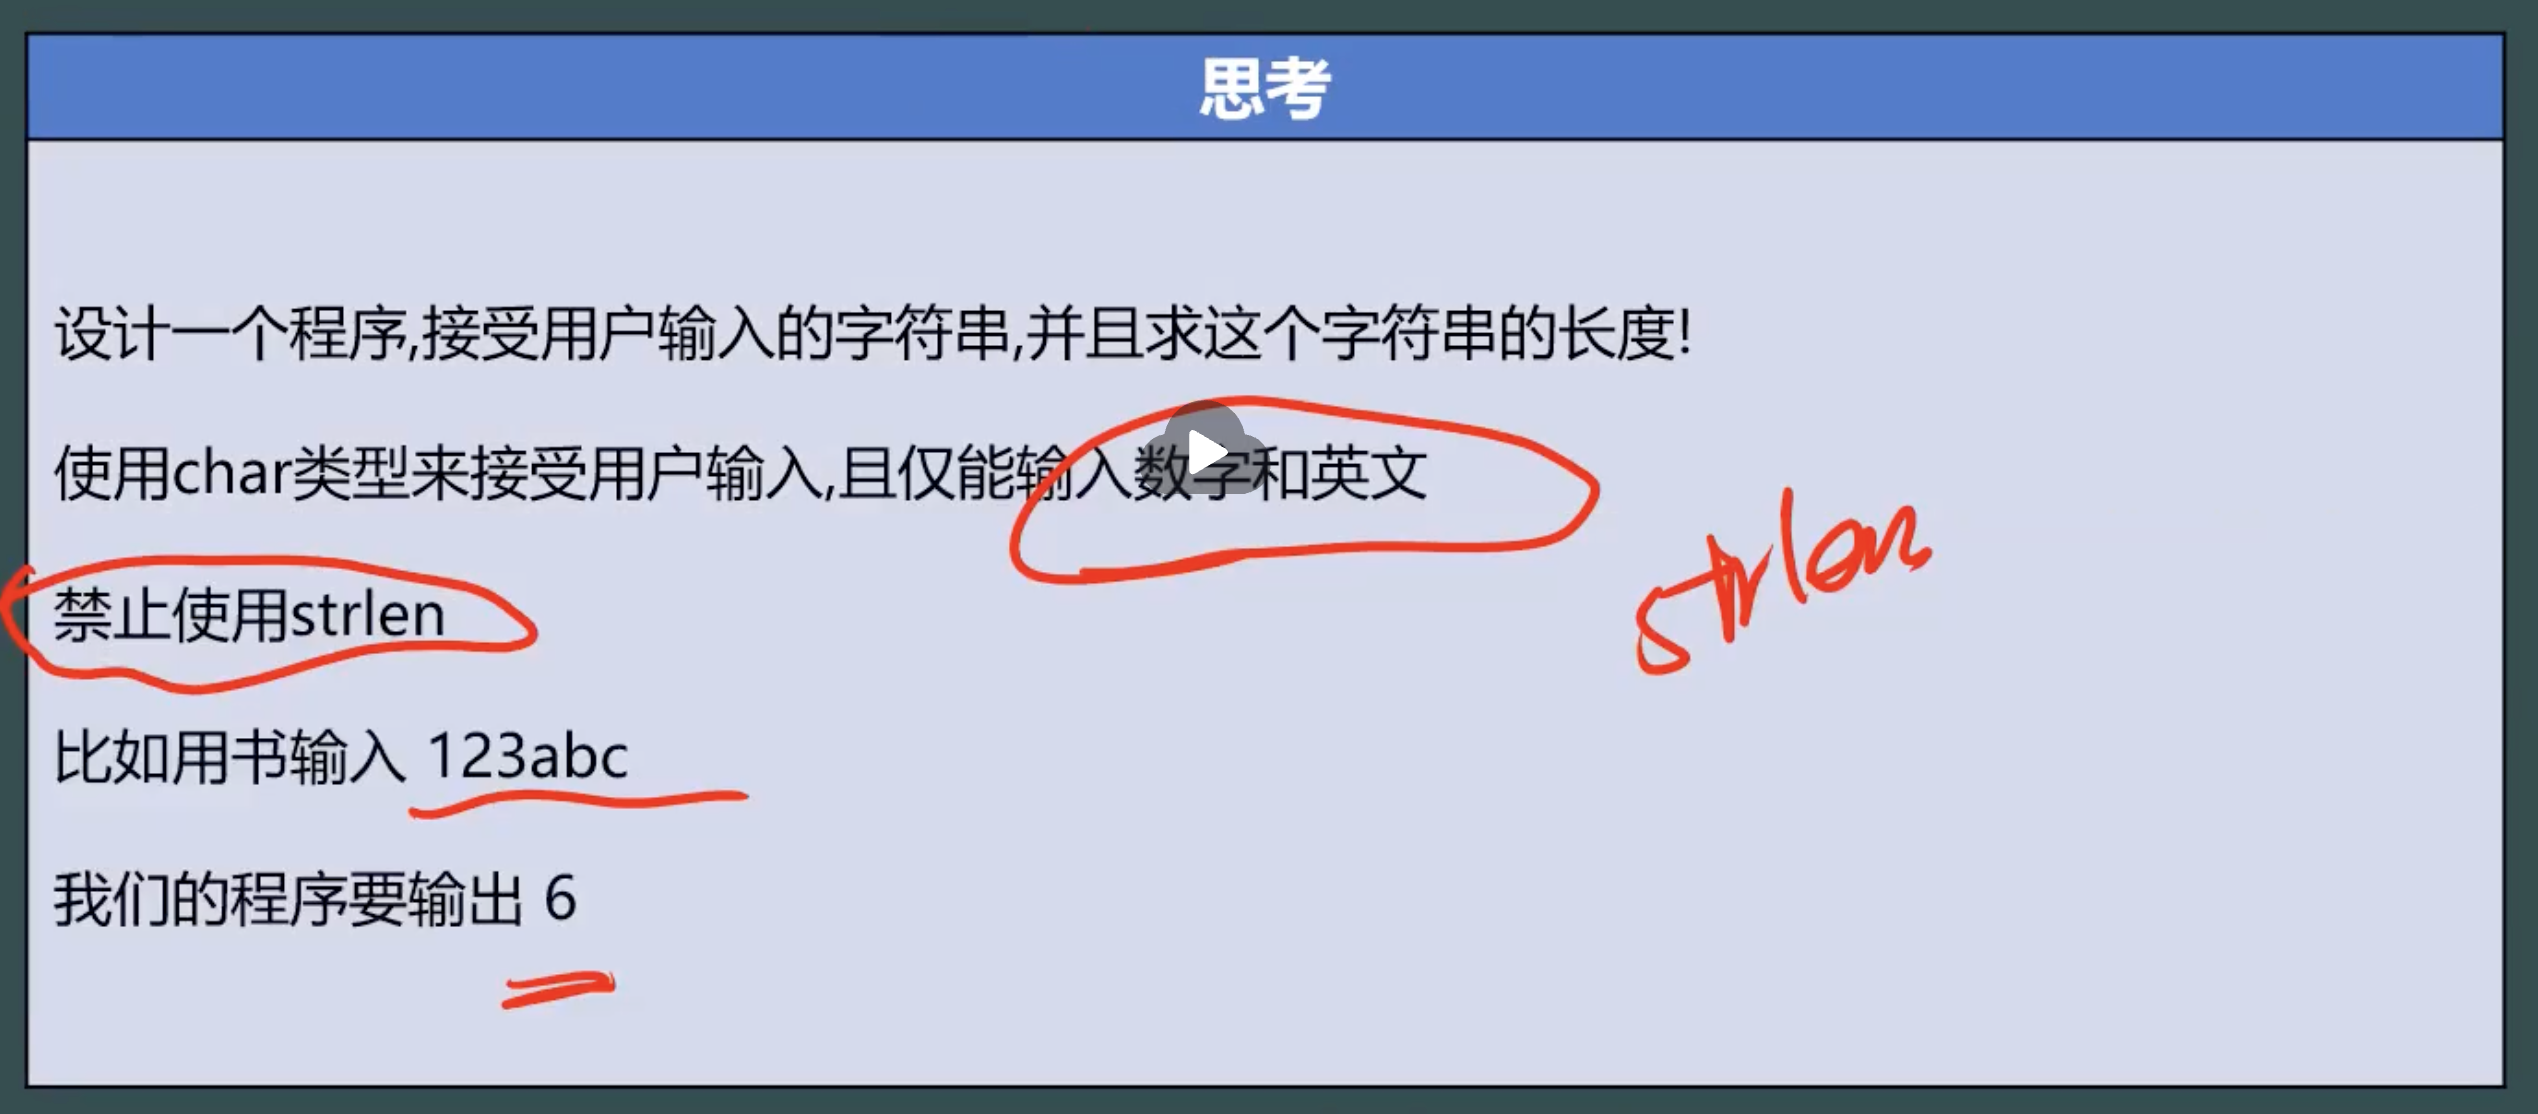 思考
设计一个程序,接受用户输入的字符串,并且求这个字符串的长度!
使用char类型来接受用户输入,且仅能输入数字和英文
strlen
禁止使用strlen
比如用书输入 123abc
我们的程序要输出 6